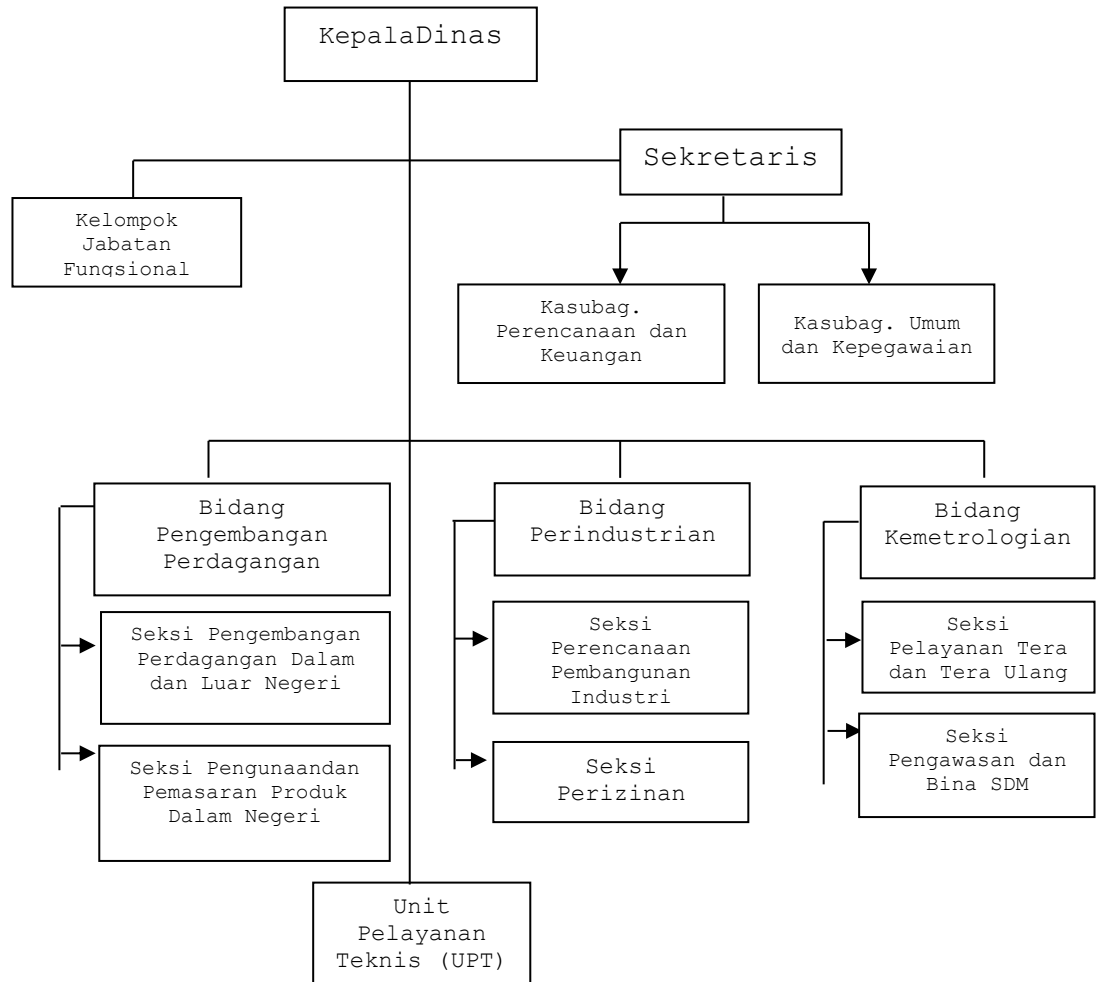 KepalaDinas
Sekretaris
Kelompok
Jabatan
Fungsional
Kasubag.
Perencanaan dan
Keuangan
Kasubag. Umum
dan Kepegawaian
Bidang
Pengembangan
Perdagangan
Bidang
Perindustrian
Bidang
Kemetrologian
Seksi Pengembangan
Perdagangan Dalam
dan Luar Negeri
Seksi
Perencanaan
Pembangunan
Industri
Seksi
Pelayanan Tera
dan Tera Ulang
Seksi Pengunaandan
Pemasaran Produk
Dalam Negeri
Seksi
Perizinan
Seksi
Pengawasan dan
Bina SDM
Unit
Pelayanan
Teknis (UPT)